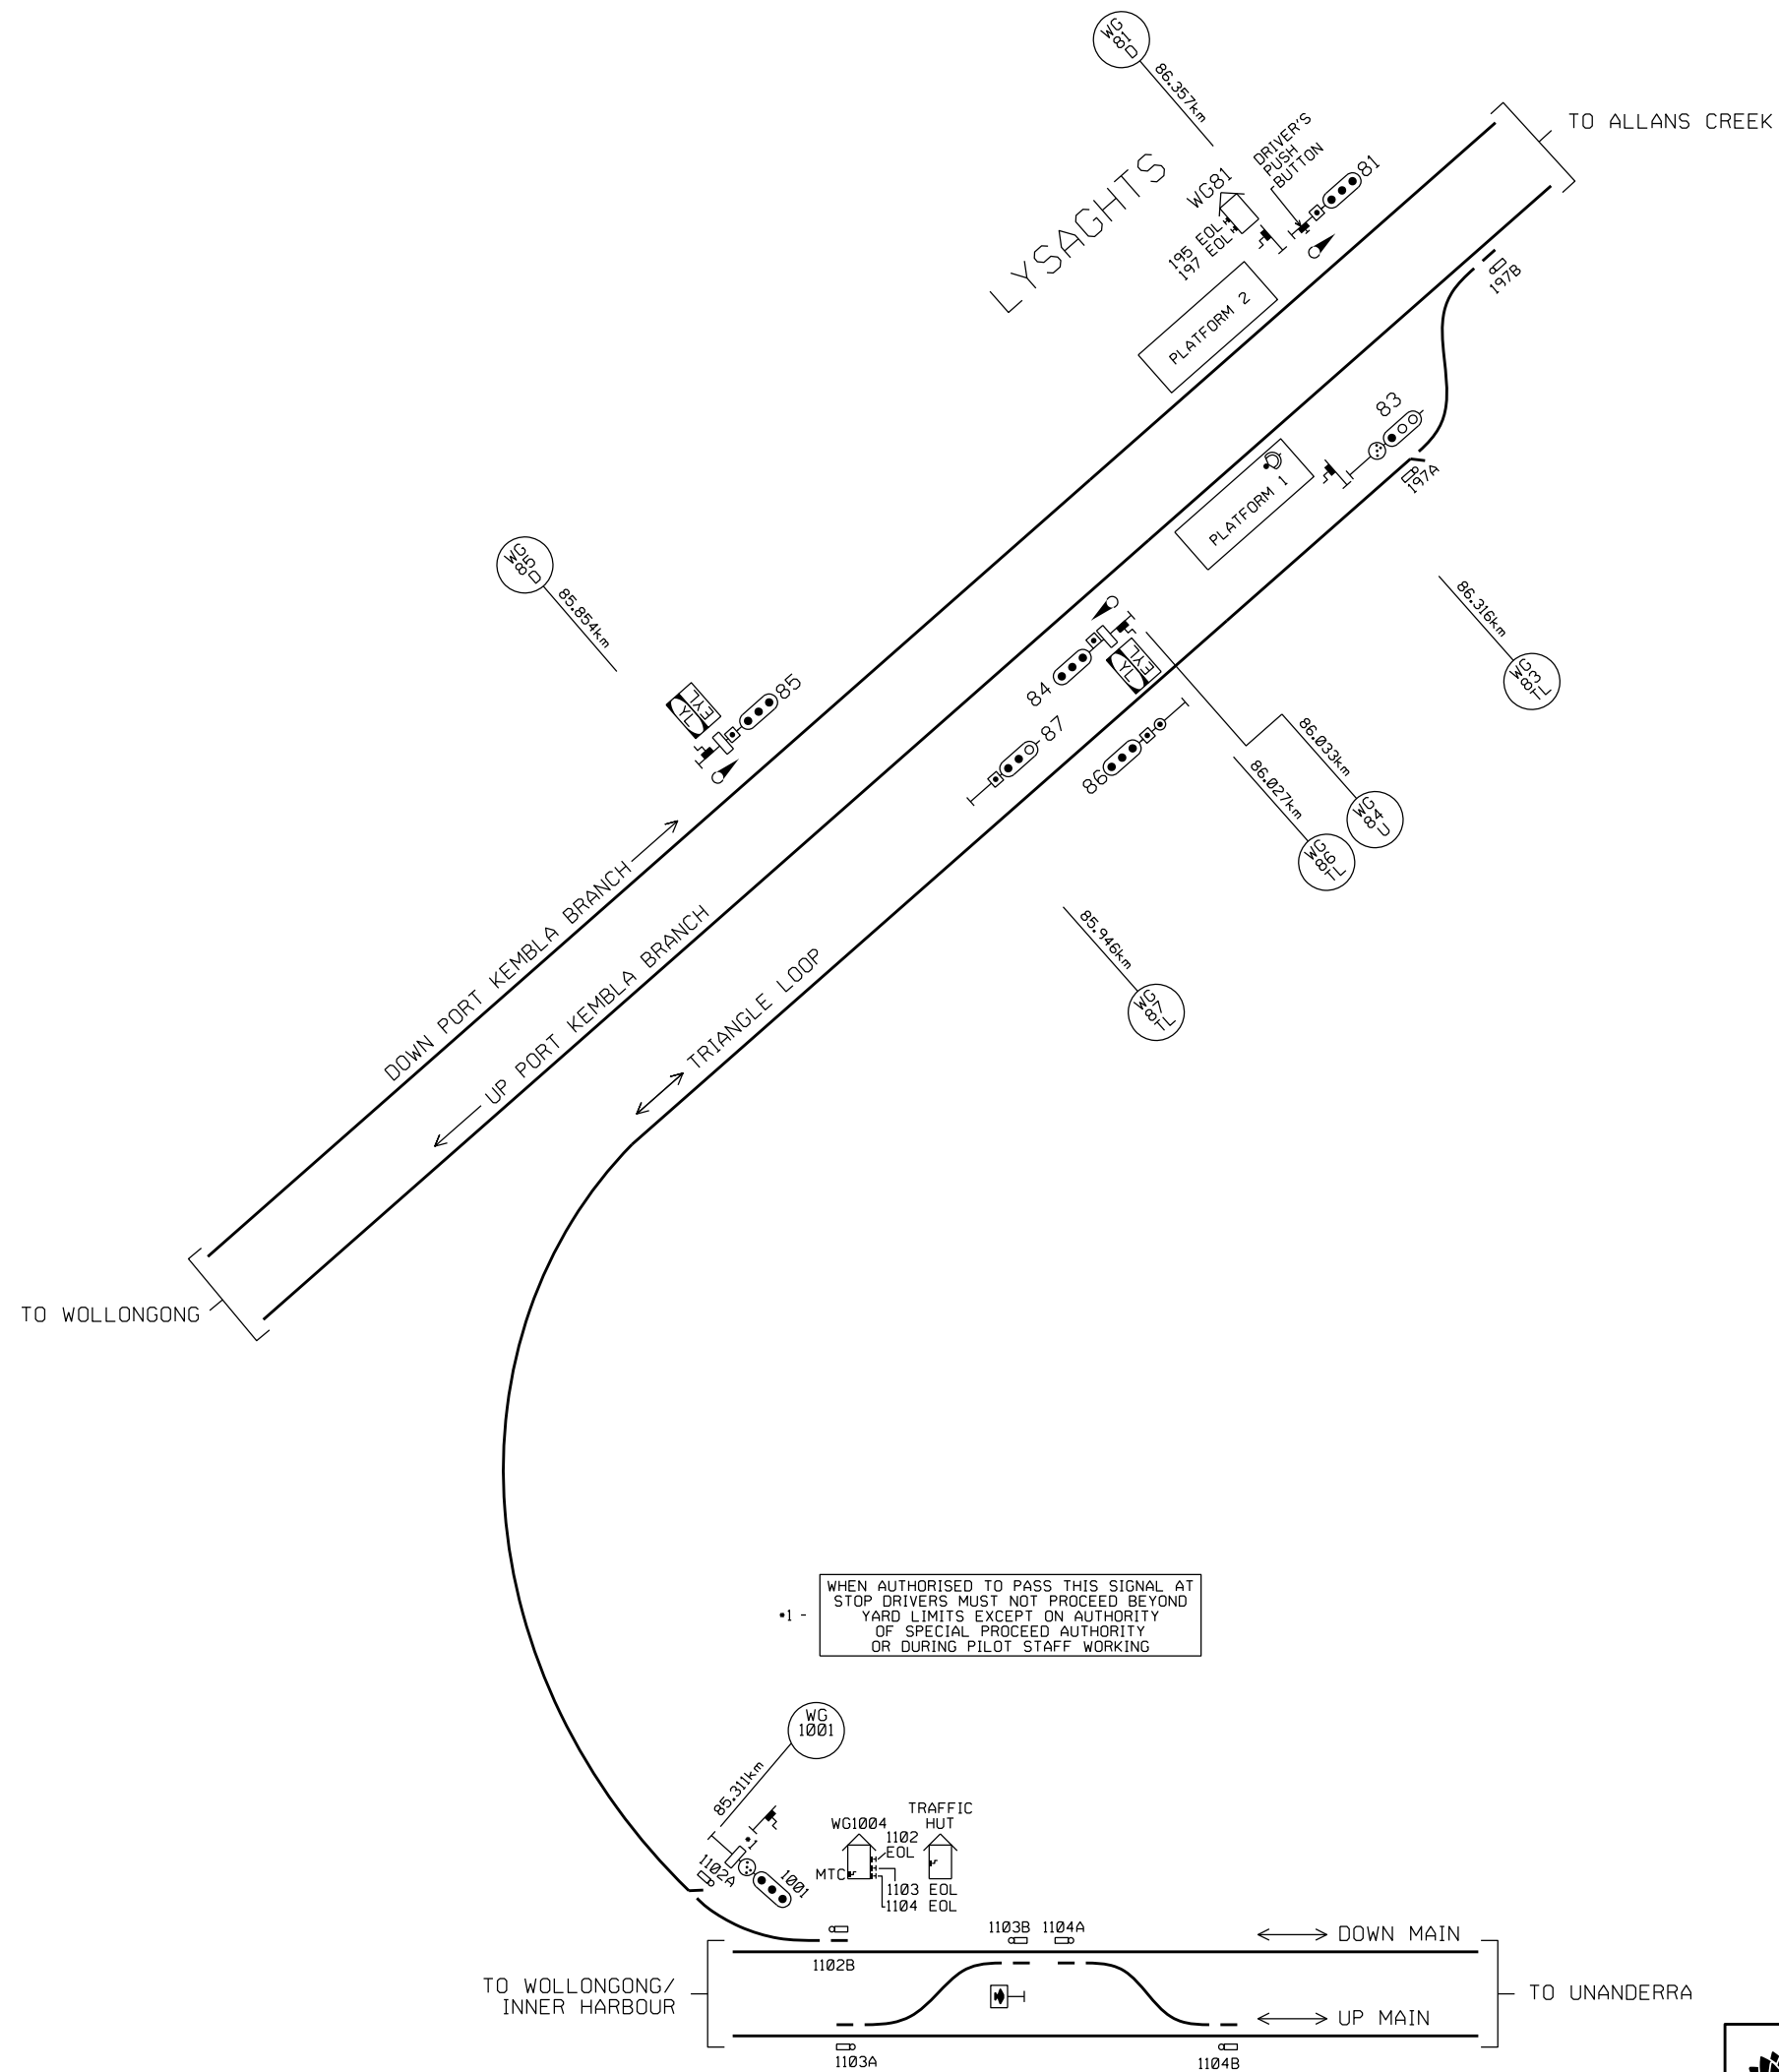 WG
81
D
86.357km
TO ALLANS CREEK
DRIVER'S
PUSH
BUTTON
81
WG81
195 EOL
197 EOL
LYSAGHTS
197B
PLATFORM 2
83
197A
PLATFORM 1
WG
85
D
85.854km
86.316km
WG
83
TL
YL
EYL
85
84
YL
EYL
87
86
86.033km
WG
84
U
86.027km
WG
86
TL
85.946km
WG
87
TL
DOWN PORT KEMBLA BRANCH
UP PORT KEMBLA BRANCH
TRIANGLE LOOP
TO WOLLONGONG
*1 -
WHEN AUTHORISED TO PASS THIS SIGNAL AT
STOP DRIVERS MUST NOT PROCEED BEYOND
YARD LIMITS EXCEPT ON AUTHORITY
OF SPECIAL PROCEED AUTHORITY
OR DURING PILOT STAFF WORKING
WG
1001
85.311km
*1
1102A
1001
WG1004
TRAFFIC
HUT
1102
EOL
MTC
1103 EOL
1104 EOL
1103B
1104A
DOWN MAIN
1102B
TO WOLLONGONG/
INNER HARBOUR
TO UNANDERRA
UP MAIN
1103A
1104B